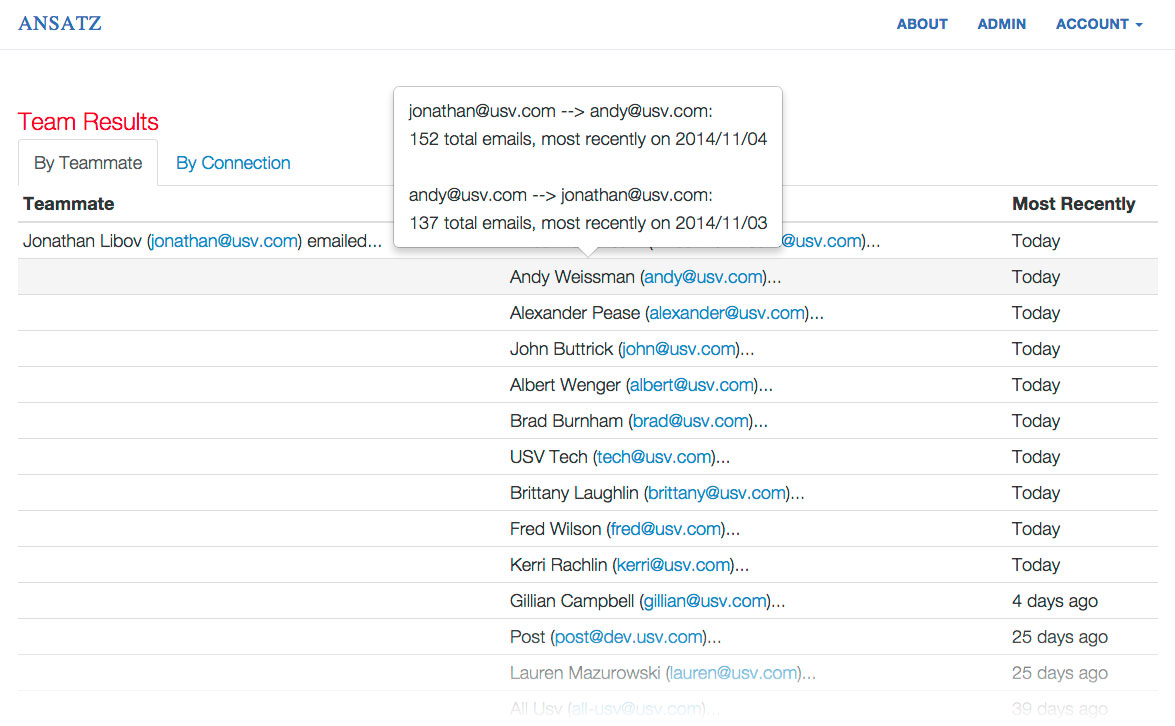 ANSATZ
ABOUT ADMIN ACCOUNT
Team Results
By Teammate By Connection
jonathan@usv.com --> andy@usv.com:
152 total emails, most recently on 2014/11/04
andy@usv.com --> jonathan@usv.com:
137 total emails, most recently on 2014/11/03
Teammate Most Recently
Jonathan Libov (jonathan@usv.com) emailed... @usv.com)... Today
Andy Weissman (andy@usv.com)... Today
Alexander Pease (alexander@usv.com)... Today
John Buttrick (john@usv.com)... Today
Albert Wenger (albert@usv.com)... Today
Brad Burnham (brad@usv.com)... Today
USV Tech (tech@usv.com)... Today
Brittany Laughlin (brittany@usv.com)... Today
Fred Wilson (fred@usv.com)... Today
Kerri Rachlin (kerri@usv.com)... Today
Gillian Campbell (gillian@usv.com)... 4 days ago
Post (post@dev.usv.com)... 25 days ago
Lauren Mazurowski (lauren@usv.com)... 25 days ago
All Usv (all-usv@usv.com)... 39 days ago